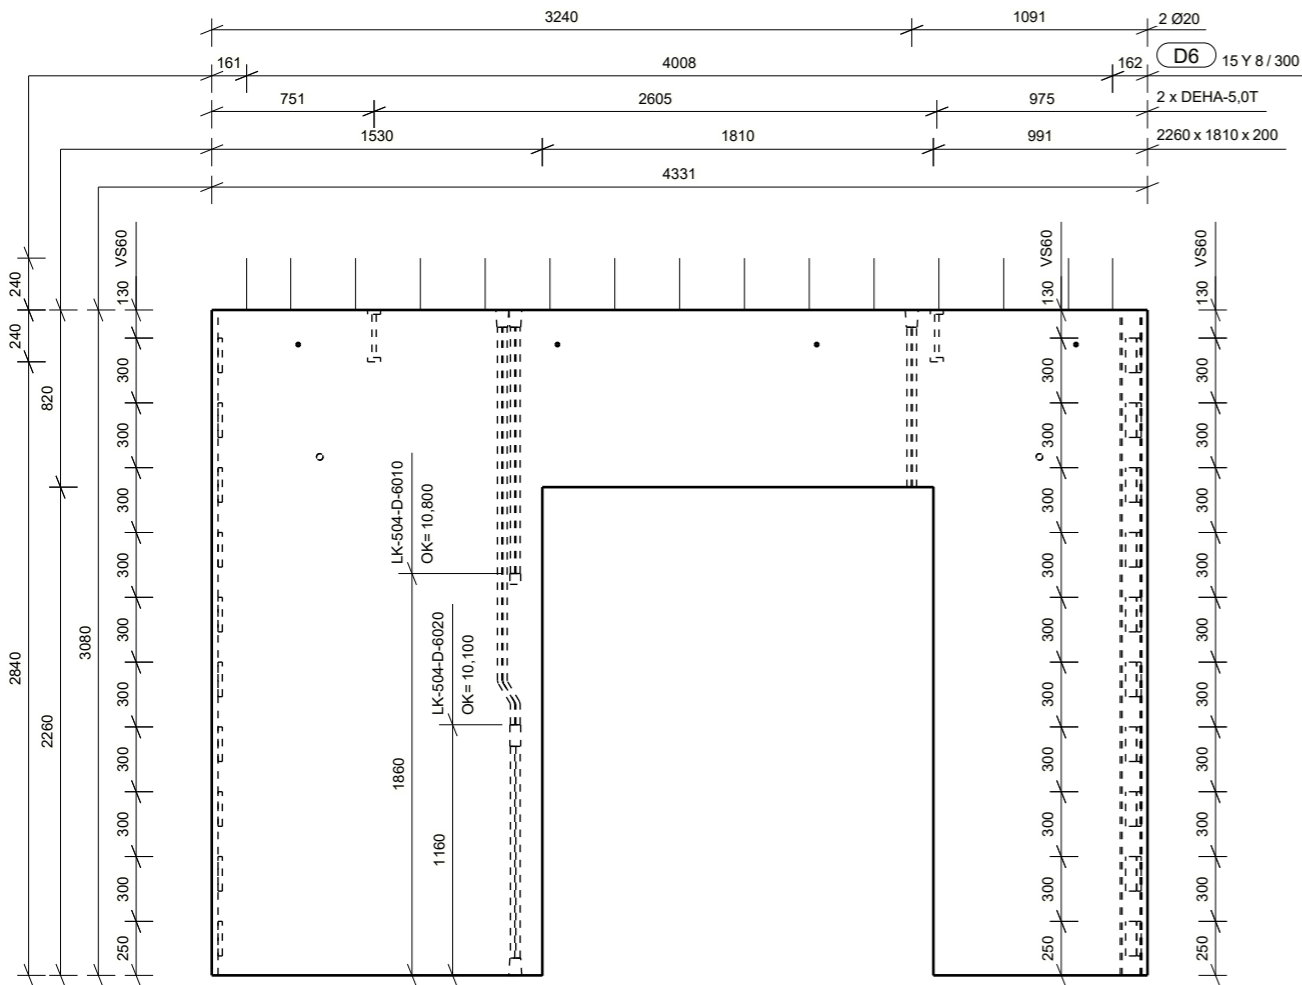 3240 1091 2 Ø20
161 4008 162 D6 15 Y 8 / 300
751 2605 975 2 x DEHA-5,0T
1530 1810 991 2260 x 1810 x 200
4331
VS60 VS60 VS60
240 130 130 130
240
300 300 300
820
300 300 300
300 300 300
LK-504-D-6010
OK= 10,800
300 300 300
3080
300 300 300
2840
LK-504-D-6020
OK= 10,100
300 300 300
2260
300 300 300
1860
300 300 300
1160
300 300 300
250 250 250